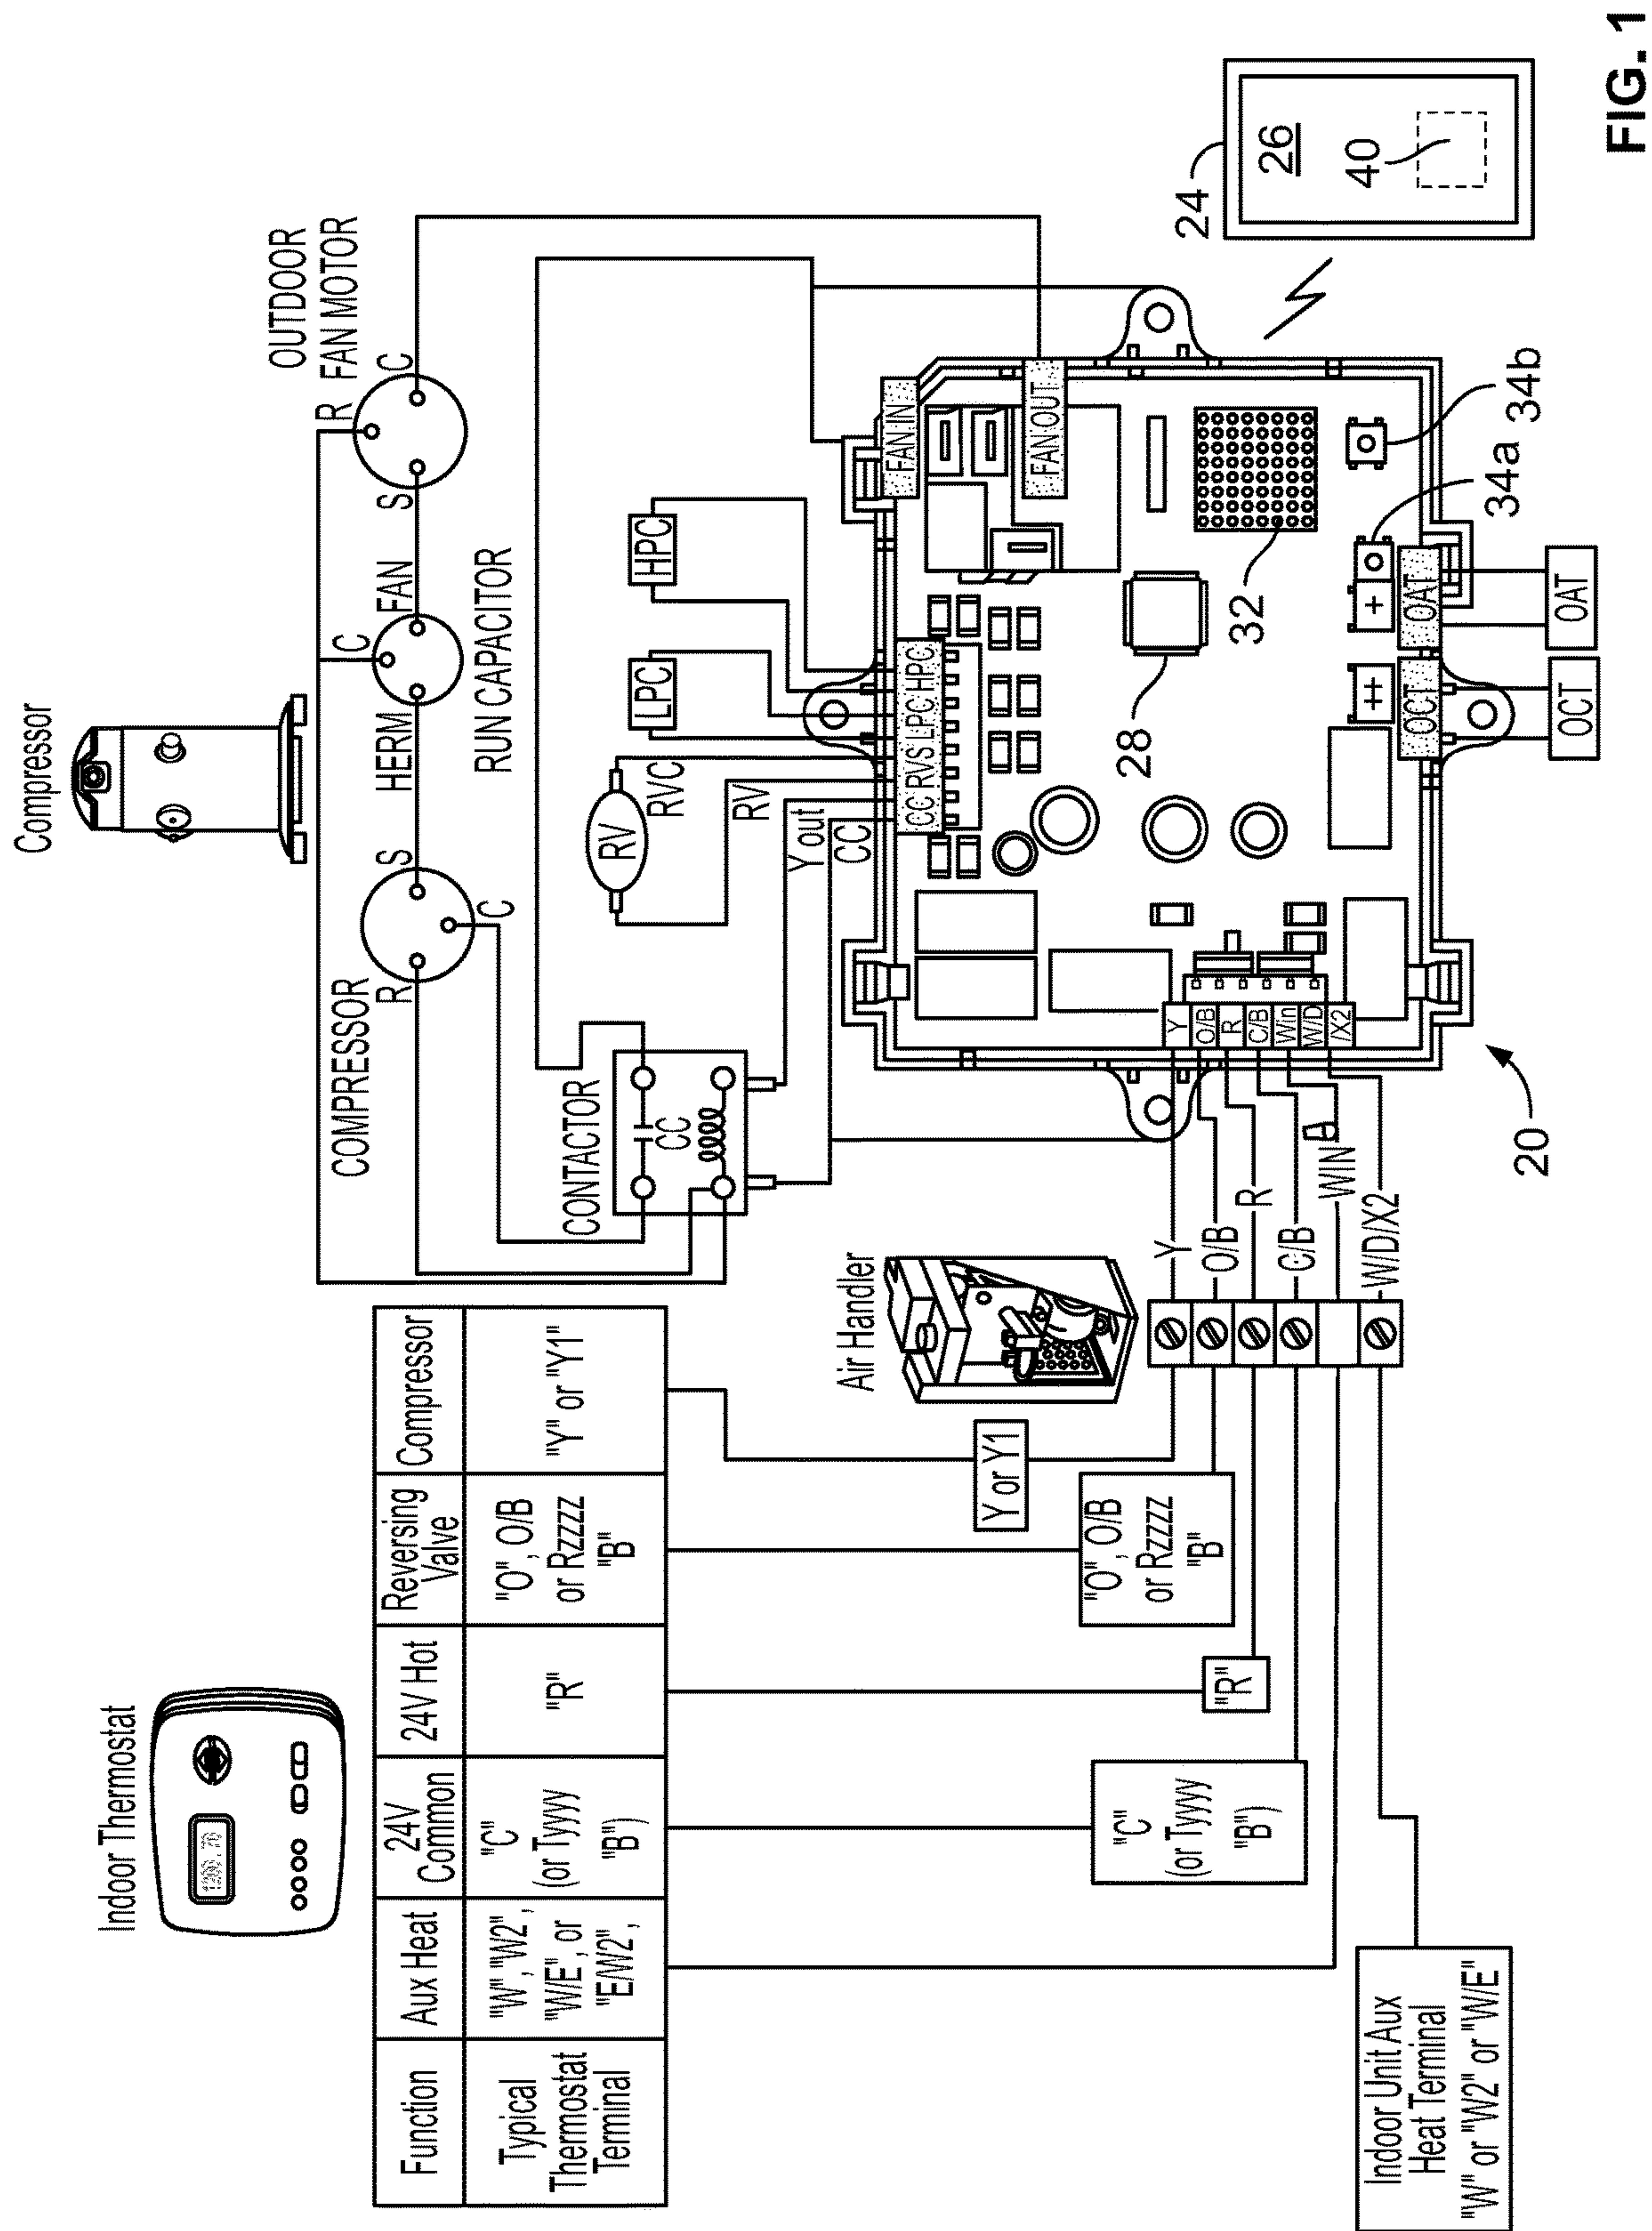 Indoor Thermostat
Function
Aux Heat
24V
Common
24V Hot
Reversing
Valve
Compressor
Typical
Thermostat
Terminal
"W", "W2",
"W/E", or
"E/W2",
"C"
(or Tyyyy
"B")
"R"
"O", O/B
or Rzzzz
"B"
"Y" or "Y1"
Compressor
COMPRESSOR
R
S
C
HERM
C
FAN
RUN CAPACITOR
OUTDOOR
FAN MOTOR
S
R
C
CONTACTOR
CC
RV
RVC
RV
Y out
CC
LPC
HPC
CC RVS LPC HPC
FAN IN
FAN OUT
Air Handler
Y or Y1
"O", O/B
or Rzzzz
"B"
"R"
"C"
(or Tyyyy
"B")
Indoor Unit Aux
Heat Terminal
"W" or "W2" or "W/E"
Y
O/B
R
C/B
WIN
W/D/X2
Y
O/B
R
C/B
Win
W/D
/X2
28
32
++
+
OCT
OAT
OCT
OAT
34a
34b
20
24
26
40
FIG. 1